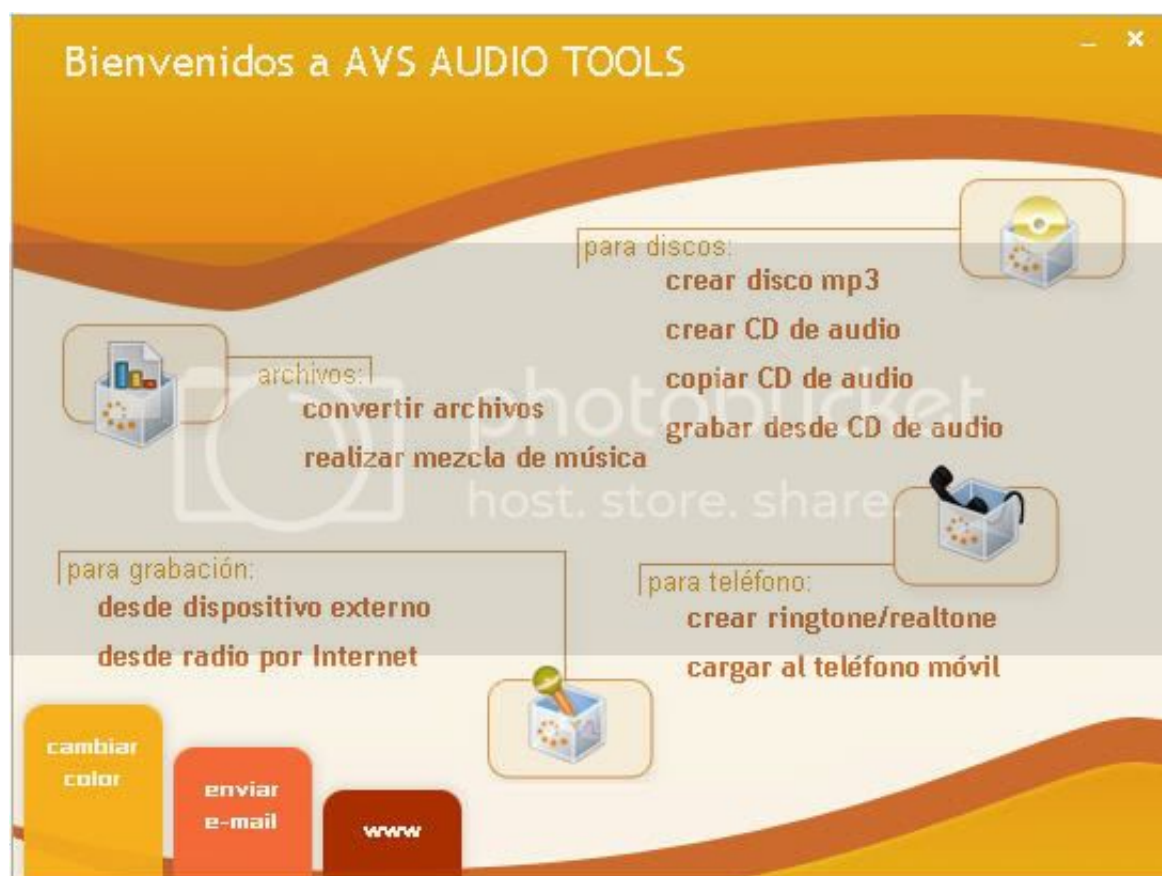 Bienvenidos a AVS AUDIO TOOLS
para discos:
crear disco mp3
crear CD de audio
copiar CD de audio
grabar desde CD de audio
archivos:
convertir archivos
realizar mezcla de música
photobucket
host. store. share.
para grabación:
desde dispositivo externo
desde radio por Internet
para teléfono:
crear ringtone/realtone
cargar al teléfono móvil
cambiar
color
enviar
e-mail
www